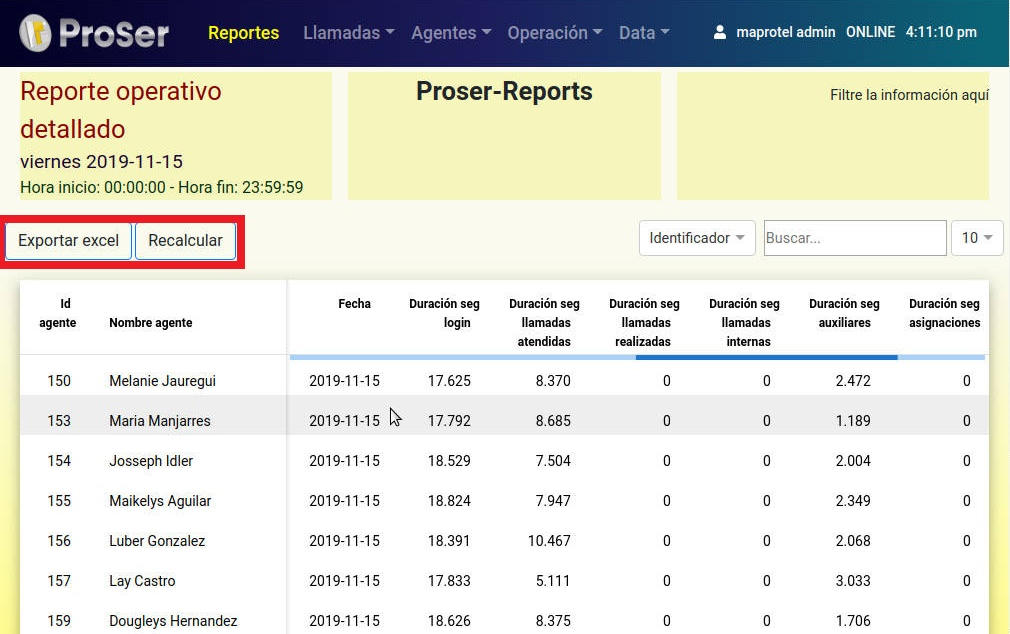 ProSer Reportes Llamadas Agentes Operación Data maprotel admin ONLINE 4:11:10 pm
Reporte operativo
detallado
viernes 2019-11-15
Hora inicio: 00:00:00 - Hora fin: 23:59:59
Proser-Reports
Filtre la información aquí
Exportar excel Recalcular Identificador Buscar... 10
Id agente Nombre agente Fecha Duración seg login Duración seg llamadas atendidas Duración seg llamadas realizadas Duración seg llamadas internas Duración seg auxiliares Duración seg asignaciones
150 Melanie Jauregui 2019-11-15 17.625 8.370 0 0 2.472 0
153 Maria Manjarres 2019-11-15 17.792 8.685 0 0 1.189 0
154 Josseph Idler 2019-11-15 18.529 7.504 0 0 2.004 0
155 Maikelys Aguilar 2019-11-15 18.824 7.947 0 0 2.349 0
156 Luber Gonzalez 2019-11-15 18.391 10.467 0 0 2.068 0
157 Lay Castro 2019-11-15 17.833 5.111 0 0 3.033 0
159 Dougleys Hernandez 2019-11-15 18.626 8.375 0 0 1.706 0